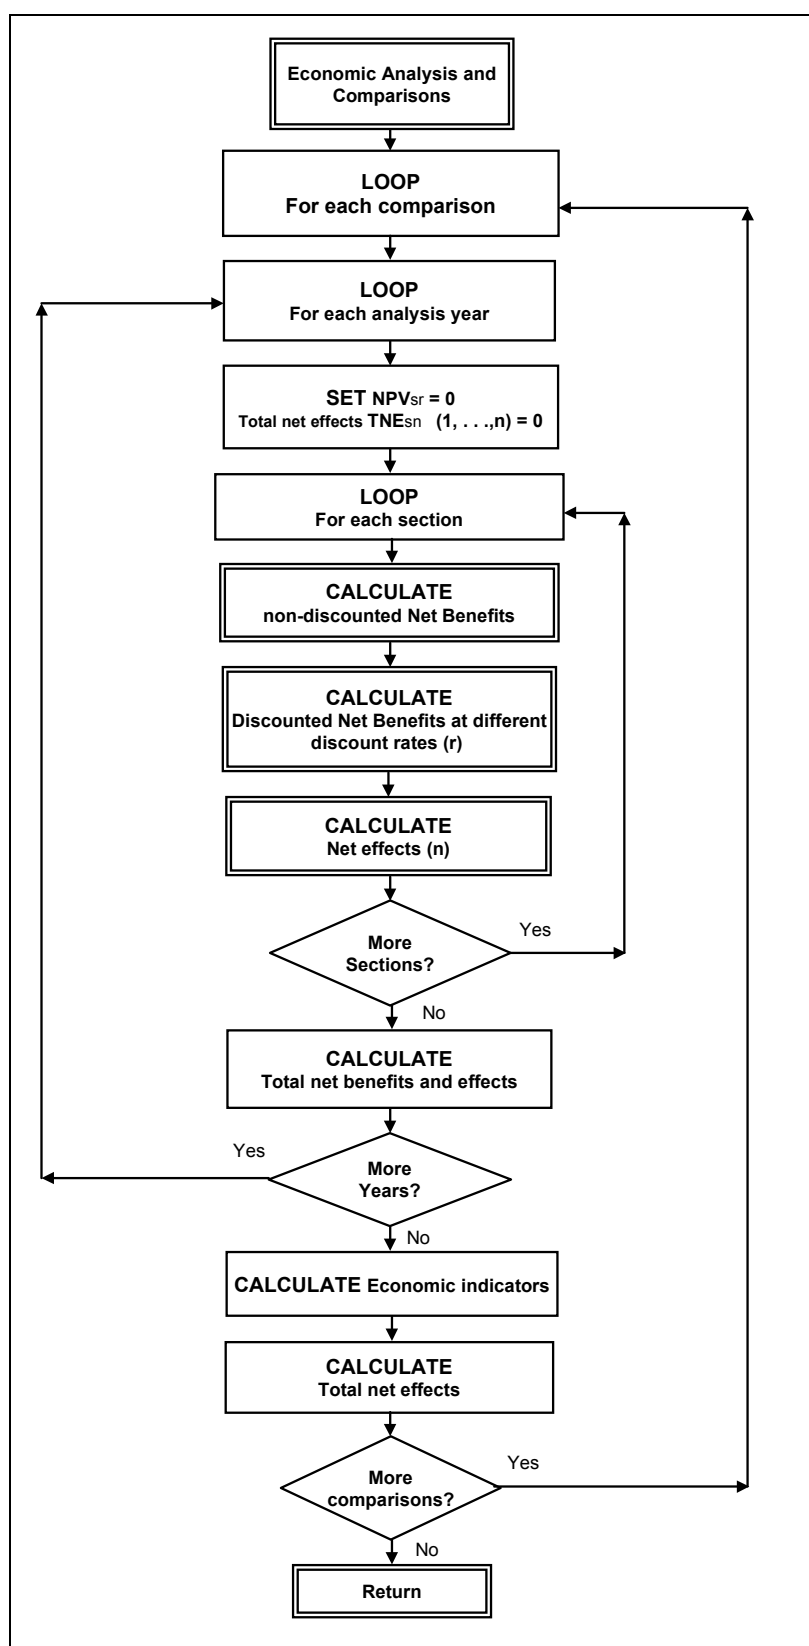 Economic Analysis and
Comparisons
LOOP
For each comparison
LOOP
For each analysis year
SET NPVsr = 0
Total net effects TNEsn (1, . . .,n) = 0
LOOP
For each section
CALCULATE
non-discounted Net Benefits
CALCULATE
Discounted Net Benefits at different
discount rates (r)
CALCULATE
Net effects (n)
More
Sections?
Yes
No
CALCULATE
Total net benefits and effects
Yes
More
Years?
No
CALCULATE Economic indicators
CALCULATE
Total net effects
More
comparisons?
Yes
No
Return